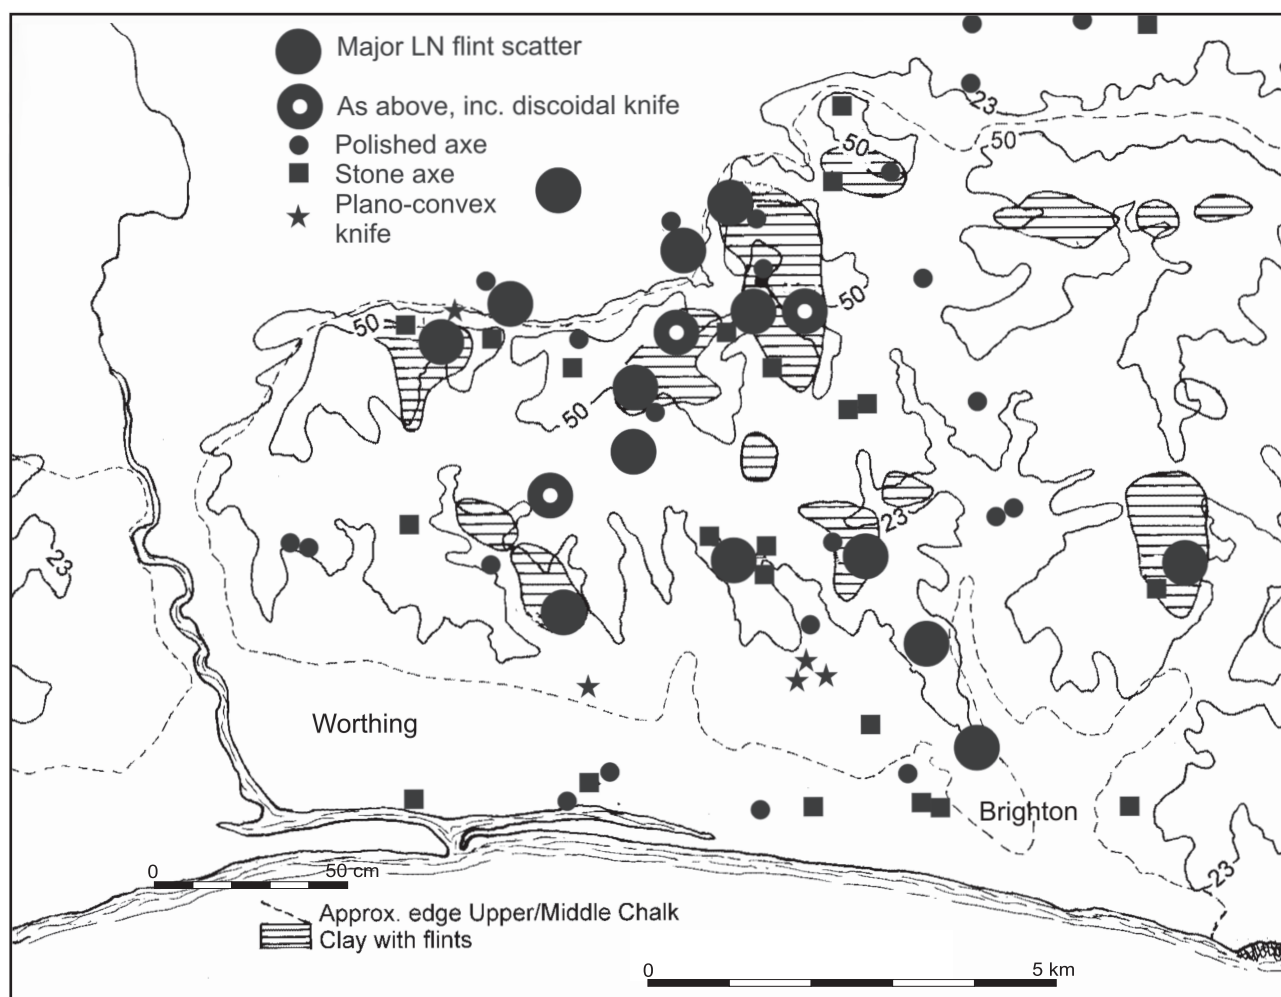 Major LN flint scatter
As above, inc. discoidal knife
Polished axe
Stone axe
Plano-convex
knife
23
50
50
50
50
50
23
23
Worthing
Brighton
23
0 50 cm
Approx. edge Upper/Middle Chalk
Clay with flints
0 5 km